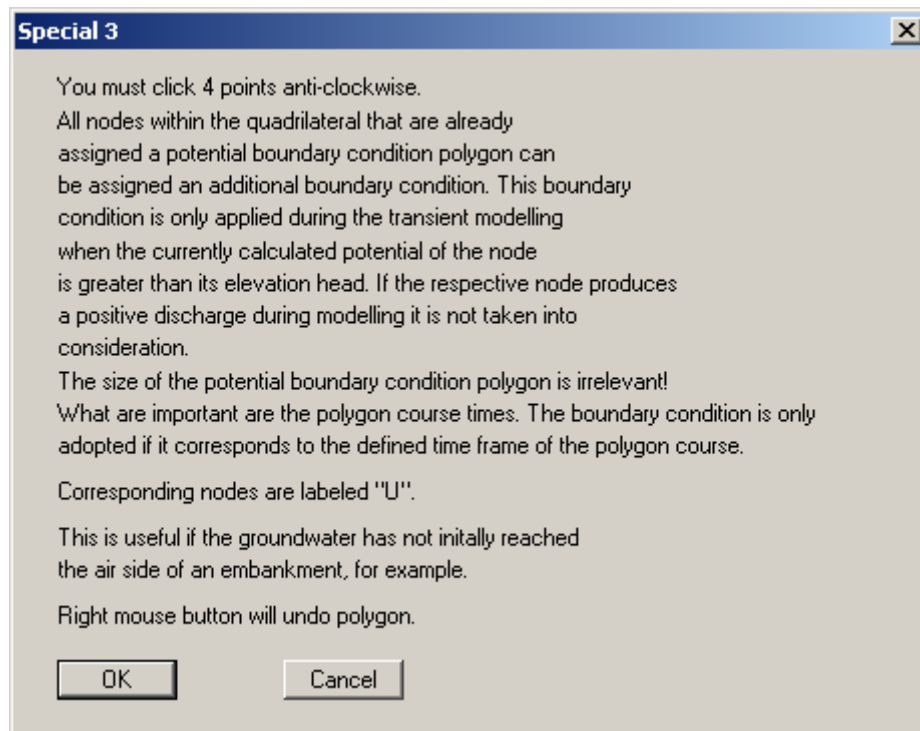 Special 3
You must click 4 points anti-clockwise.
All nodes within the quadrilateral that are already
assigned a potential boundary condition polygon can
be assigned an additional boundary condition. This boundary
condition is only applied during the transient modelling
when the currently calculated potential of the node
is greater than its elevation head. If the respective node produces
a positive discharge during modelling it is not taken into
consideration.
The size of the potential boundary condition polygon is irrelevant!
What are important are the polygon course times. The boundary condition is only
adopted if it corresponds to the defined time frame of the polygon course.
Corresponding nodes are labeled "U".
This is useful if the groundwater has not initally reached
the air side of an embankment, for example.
Right mouse button will undo polygon.
OK Cancel